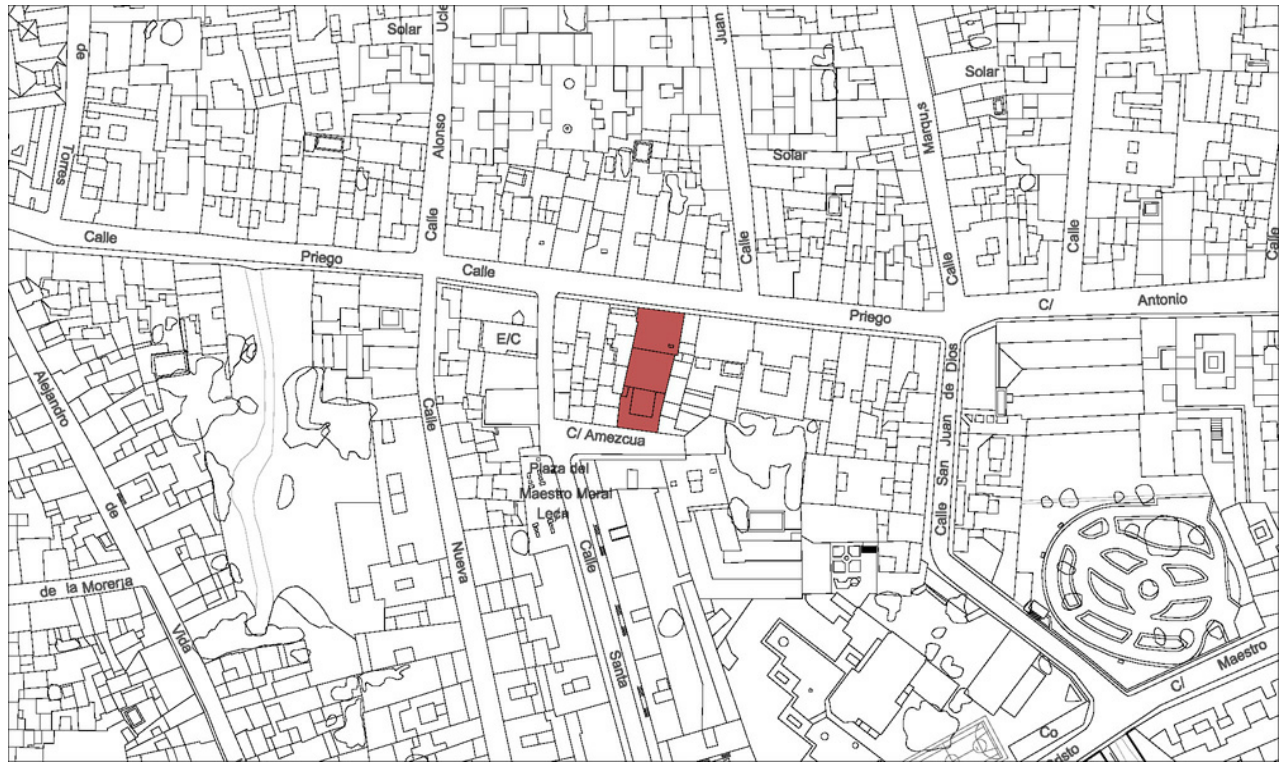 de
Torres
Solar
Ucle
Alonso
Calle
Juan
Calle
Solar
Marqu,s
Calle
Solar
Calle
Calle
Calle
Priego
Calle
Priego
C/
Antonio
E/C
C/ Amezcua
Plaza del
Maestro Moral
Leca
Calle
Santa
Calle
Nueva
Alejandro
de
Vida
de la Moreria
Calle San Juan de Dios
C/
Maestro
Co
Cristo